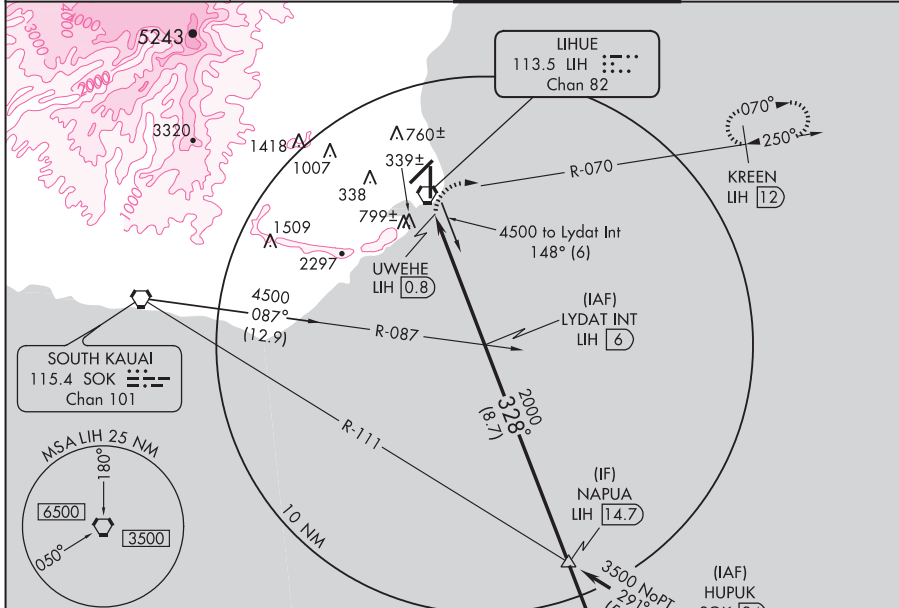 3000
4000
5243
2000
3320
1000
1418
1007
760±
339±
338
799±
1509
2297
LIHUE
113.5 LIH
Chan 82
070°
250°
R-070
KREEN
LIH 12
4500 to Lydat Int
148° (6)
UWEHE
LIH 0.8
4500
087°
(12.9)
R-087
(IAF)
LYDAT INT
LIH 6
SOUTH KAUAI
115.4 SOK
Chan 101
R-111
2000
328°
(8.7)
MSA LIH 25 NM
180°
6500
3500
050°
10 NM
(IF)
NAPUA
LIH 14.7
3500 NoPT
291°
(IAF)
HUPUK